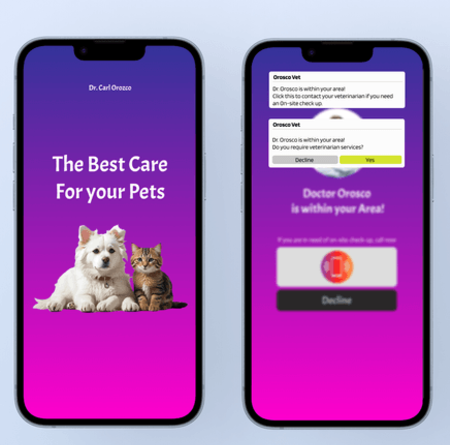 Dr. Carl Orozco
The Best Care
For your Pets
Orosco Vet
Dr Orosco is within your area!
Click this to contact your veterinarian if you need
an On-site check up.
Orosco Vet
Dr. Orosco is within your area!
Do you require veterinarian services?
Decline
Yes
Doctor Orosco
is within your Area!
If you are in need of on-site check up, call now
Decline